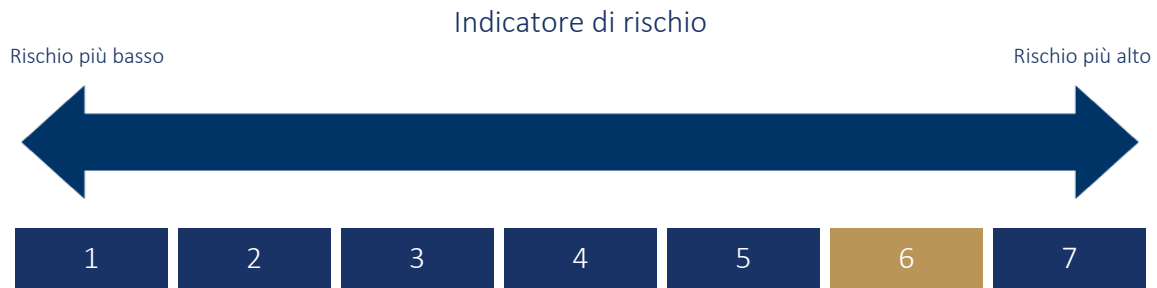 Indicatore di rischio
Rischio più basso Rischio più alto
1 2 3 4 5 6 7